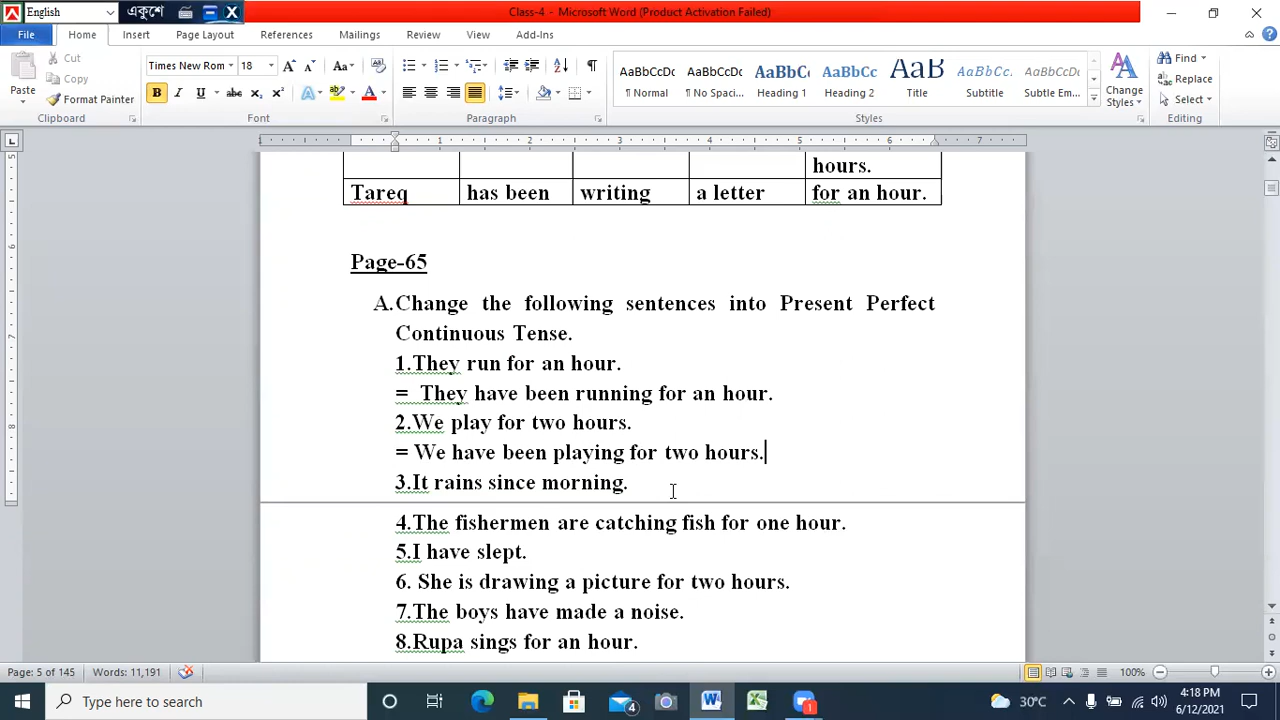 English
একুশে
Class-4 - Microsoft Word (Product Activation Failed)
File Home Insert Page Layout References Mailings Review View Add-Ins
Paste
Cut
Copy
Format Painter
Clipboard
Times New Rom 18
Font
Paragraph
AaBbCcDc AaBbCcDc AaBbCc AaBbCc AaB AaBbCcL AaBbCcDt
¶ Normal ¶ No Spaci... Heading 1 Heading 2 Title Subtitle Subtle Em...
Styles
Change Styles
Find
Replace
Select
Editing
hours.
Tareq has been writing a letter for an hour.
Page-65
A.Change the following sentences into Present Perfect
Continuous Tense.
1.They run for an hour.
= They have been running for an hour.
2.We play for two hours.
= We have been playing for two hours.
3.It rains since morning.
4.The fishermen are catching fish for one hour.
5.I have slept.
6. She is drawing a picture for two hours.
7.The boys have made a noise.
8.Rupa sings for an hour.
Page: 5 of 145 Words: 11,191 100%
Type here to search
4
1
30°C
4:18 PM
6/12/2021